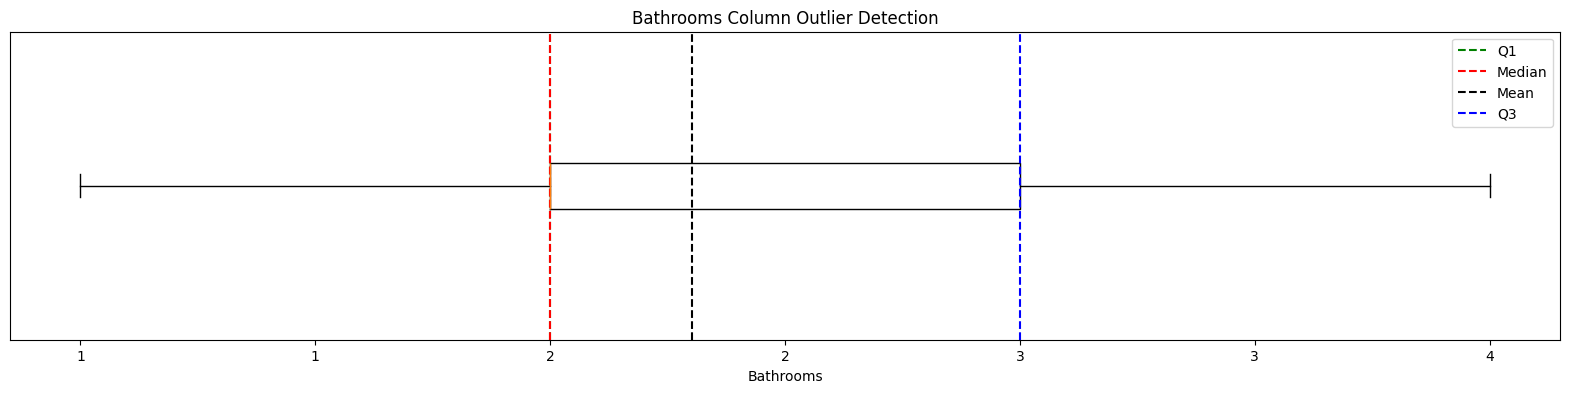 Bathrooms Column Outlier Detection
Q1
Median
Mean
Q3
1 1 2 2 3 3 4
Bathrooms